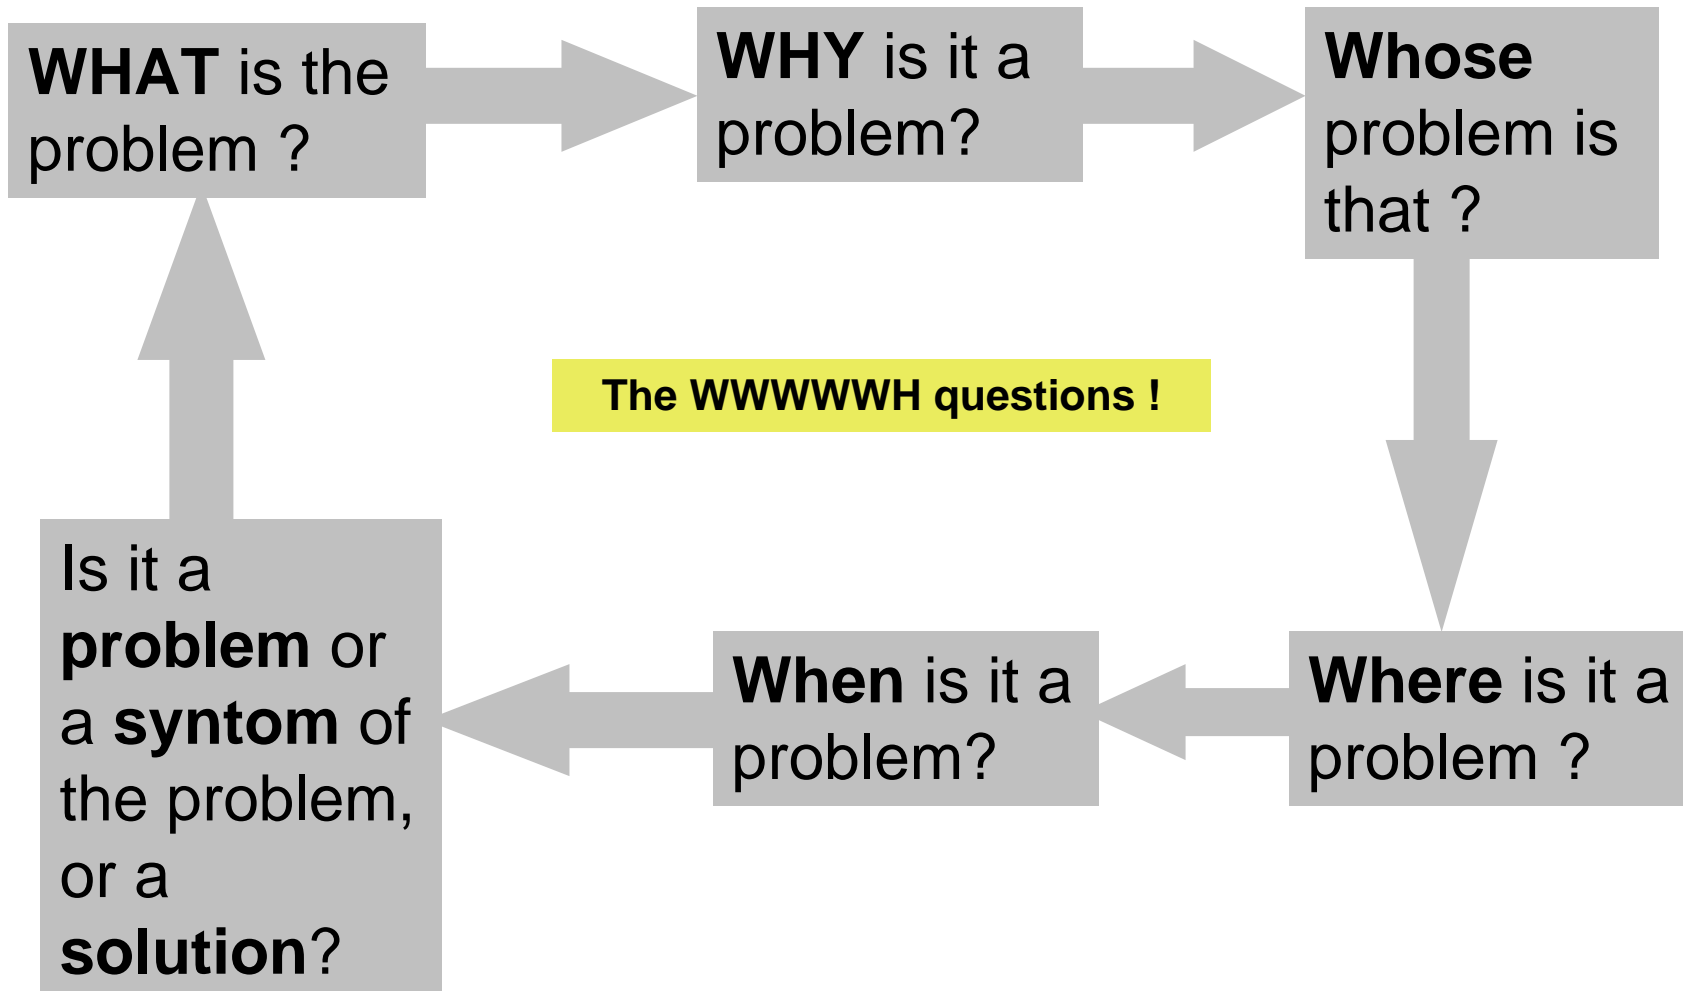 WHAT is the
problem ?
WHY is it a
problem?
Whose
problem is
that ?
The WWWWWH questions !
Where is it a
problem ?
When is it a
problem?
Is it a
problem or
a syntom of
the problem,
or a
solution?